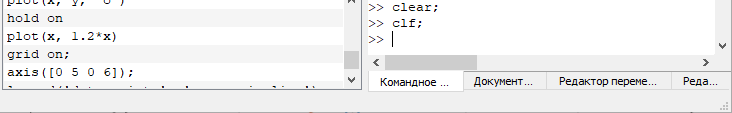 plot(x, y, "o")
hold on
plot(x, 1.2*x)
grid on;
axis([0 5 0 6]);
>> clear;
>> clf;
>>
Командное ...
Документ...
Редактор переме...
Реда...